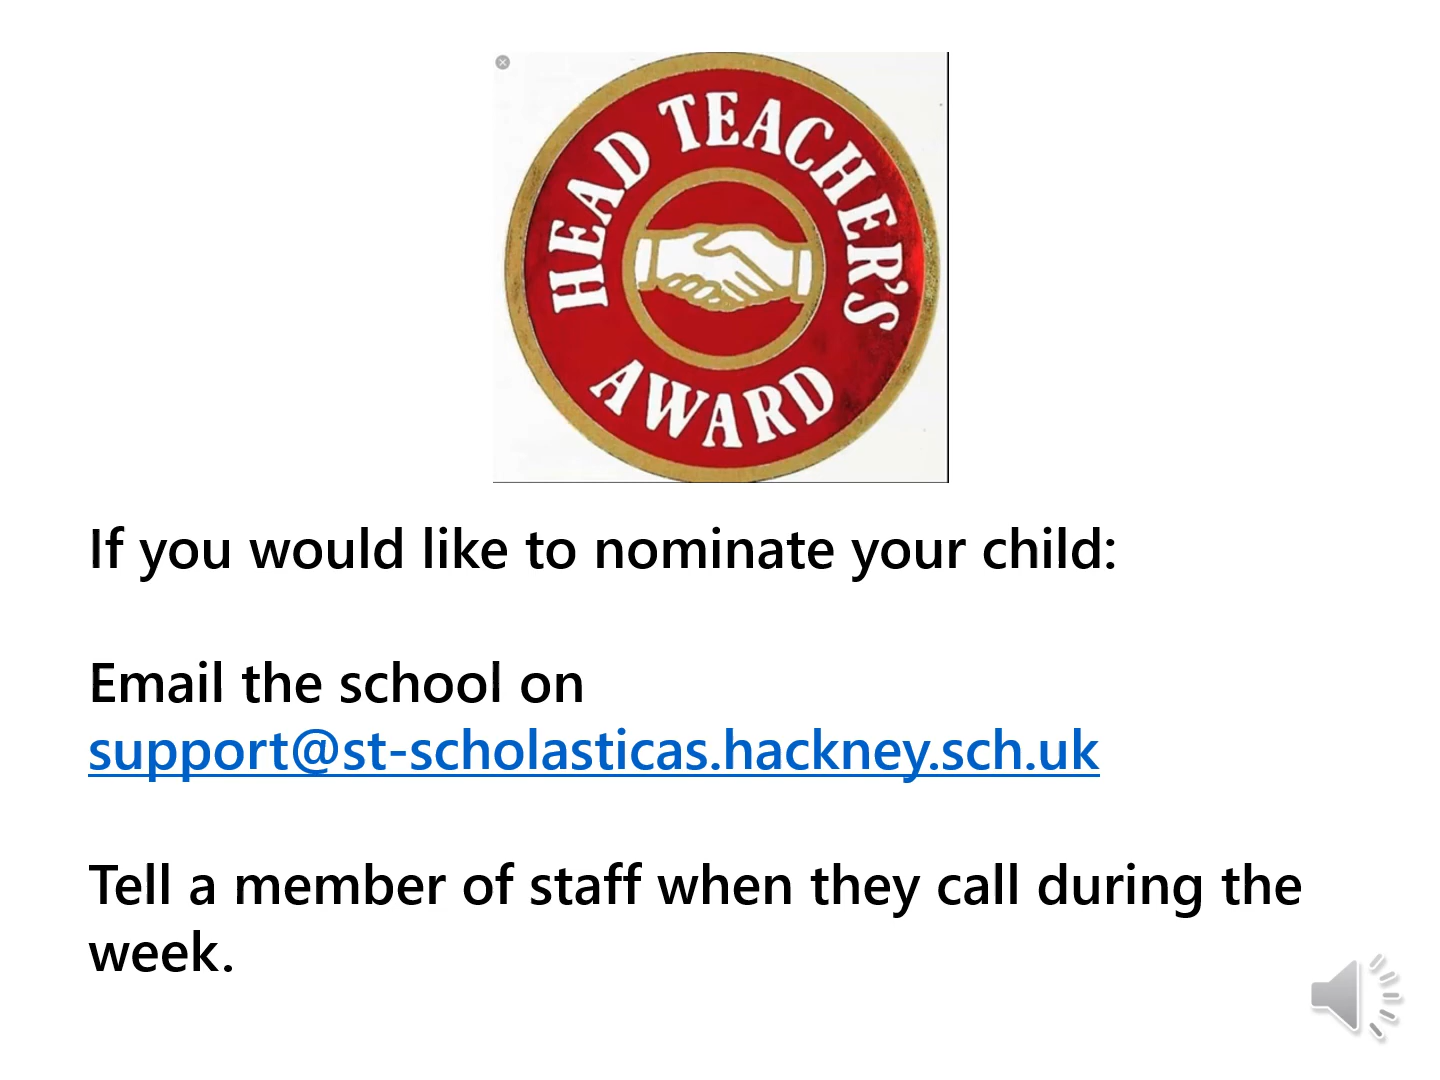 HEAD TEACHER'S
AWARD
If you would like to nominate your child:
Email the school on
support@st-scholasticas.hackney.sch.uk
Tell a member of staff when they call during the
week.